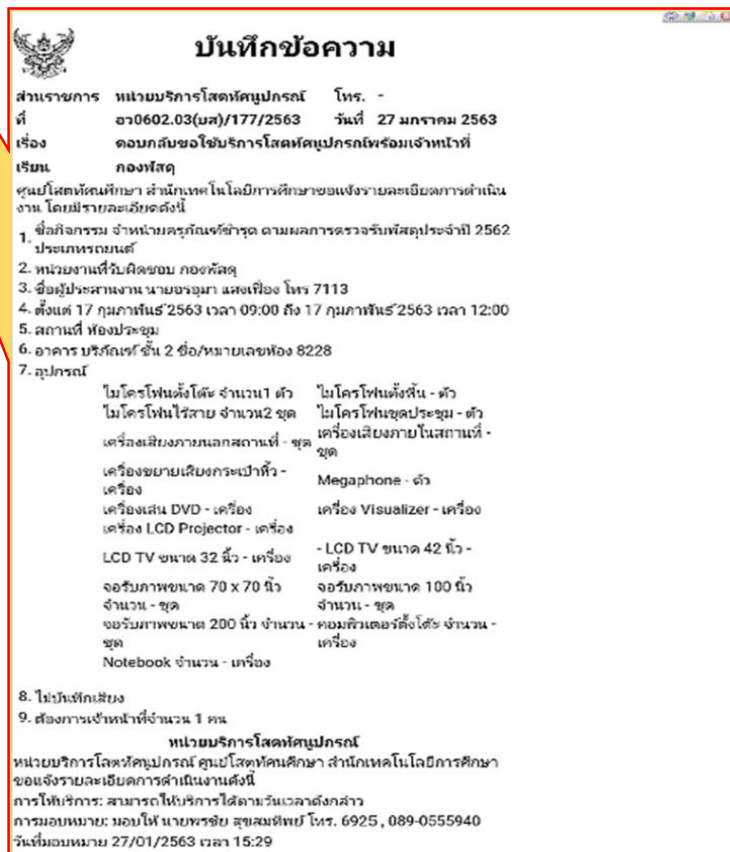 บันทึกข้อความ
ส่วนราชการ หน่วยบริการโสตทัศนูปกรณ์ โทร. -
ที่ อว0602.03(บส)/177/2563 วันที่ 27 มกราคม 2563
เรื่อง ตอบกลับขอใช้บริการโสตทัศนูปกรณ์พร้อมเจ้าหน้าที่
เรียน กองพัสดุ
ศูนย์โสตทัศนศึกษา สำนักเทคโนโลยีการศึกษาขอแจ้งรายละเอียดการดำเนิน
งาน โดยมีรายละเอียดดังนี้
1. ชื่อกิจกรรม จำหน่ายครุภัณฑ์ชำรุด ตามผลการตรวจรับพัสดุประจำปี 2562
ประเภทรถยนต์
2. หน่วยงานที่รับผิดชอบ กองพัสดุ
3. ชื่อผู้ประสานงาน นายอรอุมา แสงเฟือง โทร 7113
4. ตั้งแต่ 17 กุมภาพันธ์ 2563 เวลา 09:00 ถึง 17 กุมภาพันธ์ 2563 เวลา 12:00
5. สถานที่ ห้องประชุม
6. อาคาร บริภัณฑ์ ชั้น 2 ชื่อ/หมายเลขห้อง 8228
7. อุปกรณ์
ไมโครโฟนตั้งโต๊ะ จำนวน1 ตัว ไมโครโฟนตั้งพื้น - ตัว
ไมโครโฟนไร้สาย จำนวน2 ชุด ไมโครโฟนชุดประชุม - ตัว
เครื่องเสียงภายนอกสถานที่ - ชุด เครื่องเสียงภายในสถานที่ -
ชุด
เครื่องขยายเสียงกระเป๋าหิ้ว -
เครื่อง Megaphone - ตัว
เครื่องเล่น DVD - เครื่อง เครื่อง Visualizer - เครื่อง
เครื่อง LCD Projector - เครื่อง
LCD TV ขนาด 32 นิ้ว - เครื่อง - LCD TV ขนาด 42 นิ้ว -
เครื่อง
จอรับภาพขนาด 70 x 70 นิ้ว จอรับภาพขนาด 100 นิ้ว
จำนวน - ชุด จำนวน - ชุด
จอรับภาพขนาด 200 นิ้ว จำนวน - คอมพิวเตอร์ตั้งโต๊ะ จำนวน -
ชุด เครื่อง
Notebook จำนวน - เครื่อง
8. ไม่บันทึกเสียง
9. ต้องการเจ้าหน้าที่จำนวน 1 คน
หน่วยบริการโสตทัศนูปกรณ์
หน่วยบริการโสตทัศนูปกรณ์ ศูนย์โสตทัศนศึกษา สำนักเทคโนโลยีการศึกษา
ขอแจ้งรายละเอียดการดำเนินงานดังนี้
การให้บริการ: สามารถให้บริการได้ตามวันเวลาดังกล่าว
การมอบหมาย: มอบให้ นายพรชัย สุขสมทิพย์ โทร. 6925 , 089-0555940
วันที่มอบหมาย 27/01/2563 เวลา 15:29